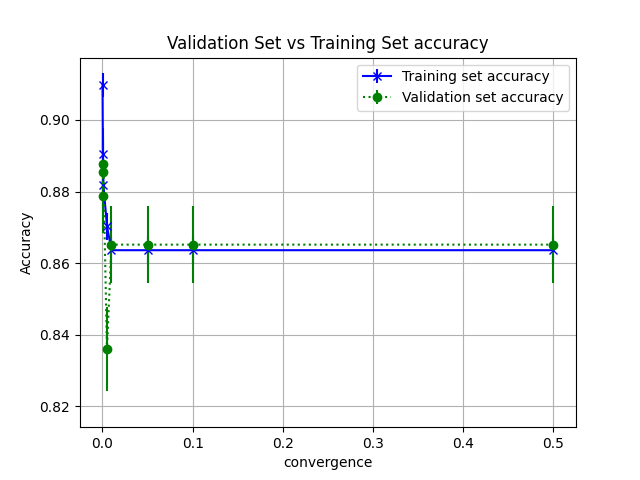 Validation Set vs Training Set accuracy
Training set accuracy
Validation set accuracy
0.90
0.88
0.86
0.84
0.82
Accuracy
0.0 0.1 0.2 0.3 0.4 0.5
convergence